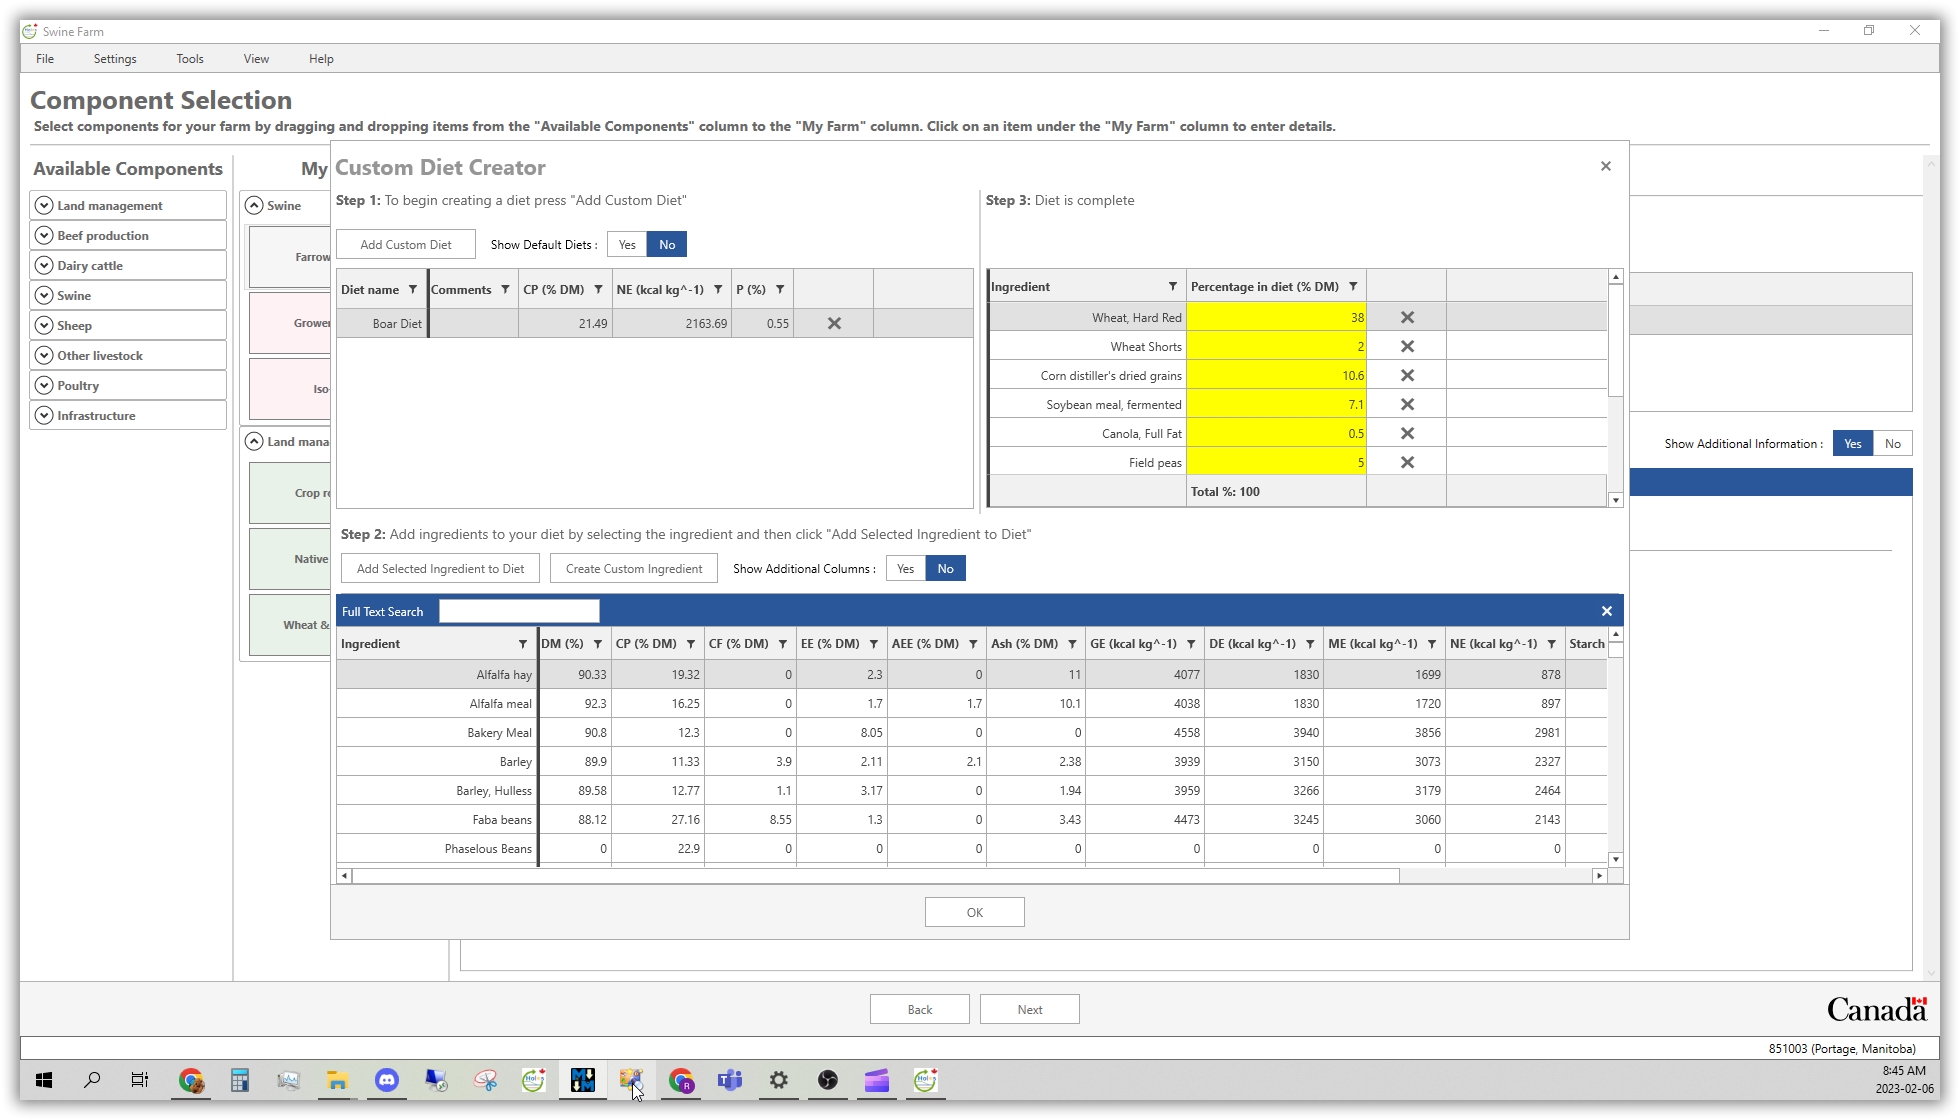 Swine Farm
File Settings Tools View Help
Component Selection
Select components for your farm by dragging and dropping items from the "Available Components" column to the "My Farm" column. Click on an item under the "My Farm" column to enter details.
Available Components
Land management
Beef production
Dairy cattle
Swine
Sheep
Other livestock
Poultry
Infrastructure
My
Swine
Farrow
Grower
Iso-
Land mana
Crop ro
Native
Wheat &
Custom Diet Creator
Step 1: To begin creating a diet press "Add Custom Diet"
Add Custom Diet Show Default Diets : Yes No
Diet name Comments CP (% DM) NE (kcal kg^-1) P (%)
Boar Diet 21.49 2163.69 0.55
Step 3: Diet is complete
Ingredient Percentage in diet (% DM)
Wheat, Hard Red 38
Wheat Shorts 2
Corn distiller's dried grains 10.6
Soybean meal, fermented 7.1
Canola, Full Fat 0.5
Field peas 5
Total %: 100
Step 2: Add ingredients to your diet by selecting the ingredient and then click "Add Selected Ingredient to Diet"
Add Selected Ingredient to Diet Create Custom Ingredient Show Additional Columns : Yes No
Full Text Search
Ingredient DM (%) CP (% DM) CF (% DM) EE (% DM) AEE (% DM) Ash (% DM) GE (kcal kg^-1) DE (kcal kg^-1) ME (kcal kg^-1) NE (kcal kg^-1) Starch
Alfalfa hay 90.33 19.32 0 2.3 0 11 4077 1830 1699 878
Alfalfa meal 92.3 16.25 0 1.7 1.7 10.1 4038 1830 1720 897
Bakery Meal 90.8 12.3 0 8.05 0 0 4558 3940 3856 2981
Barley 89.9 11.33 3.9 2.11 2.1 2.38 3939 3150 3073 2327
Barley, Hulless 89.58 12.77 1.1 3.17 0 1.94 3959 3266 3179 2464
Faba beans 88.12 27.16 8.55 1.3 0 3.43 4473 3245 3060 2143
Phaselous Beans 0 22.9 0 0 0 0 0 0 0 0
OK
Show Additional Information : Yes No
Back Next
Canada
851003 (Portage, Manitoba)
8:45 AM
2023-02-06